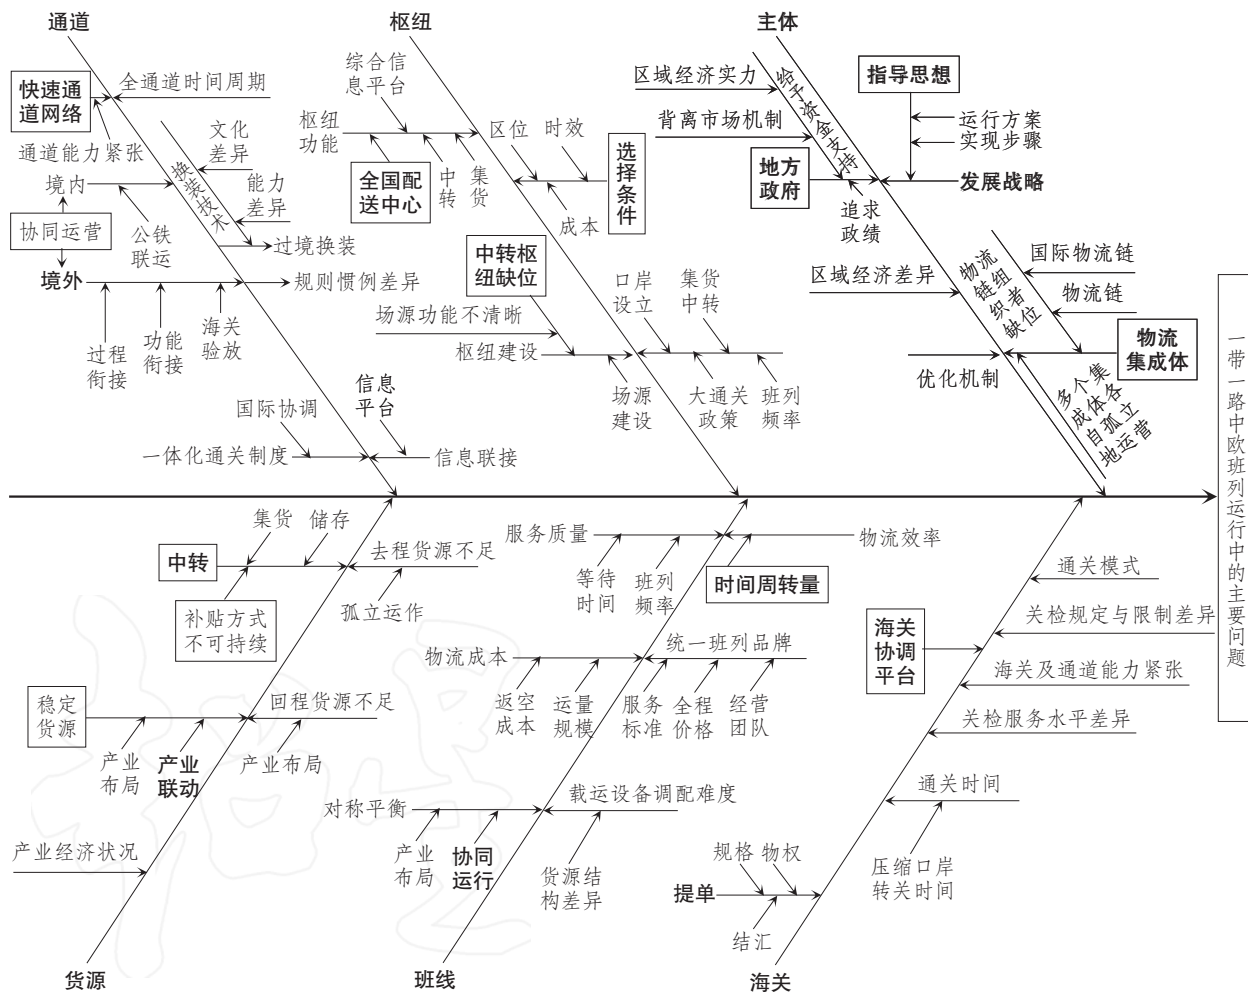 通道
快速通
道网络
全通道时间周期
通道能力紧张
文化
差异
换装技术
能力
差异
境内
协同运营
公铁
联运
过境换装
境外
规则惯例差异
过程
衔接
功能
衔接
海关
验放
国际协调
信息
平台
一体化通关制度
信息联接
枢纽
综合信
息平台
枢纽
功能
全国配
送中心
中转
集货
区位
时效
成本
选择条件
中转枢
纽缺位
口岸
设立
集货
中转
场源功能不清晰
枢纽建设
场源
建设
大通关
政策
班列
频率
主体
区域经济实力
给予资金支持
背离市场机制
指导思想
运行方案
实现步骤
地方
政府
发展战略
追求
政绩
区域经济差异
物流
链组
织者
缺位
国际物流链
物流链
物流
集成体
优化机制
多个集
成体各
自孤立
地运营
一带一路中欧班列运行中的主要问题
集货
储存
中转
去程货源不足
补贴方式
不可持续
孤立运作
稳定
货源
回程货源不足
产业
布局
产业
联动
产业布局
产业经济状况
货源
服务质量
物流效率
等待
时间
班列
频率
时间周转量
物流成本
统一班列品牌
返空
成本
运量
规模
服务
标准
全程
价格
经营
团队
对称平衡
载运设备调配难度
产业
布局
协同
运行
货源结
构差异
班线
通关模式
关检规定与限制差异
海关
协调
平台
海关及通道能力紧张
关检服务水平差异
通关时间
压缩口岸
转关时间
规格
物权
提单
结汇
海关